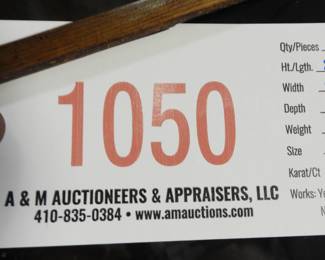 1050
A & M AUCTIONEERS & APPRAISERS, LLC
410-835-0384 • www.amauctions.com
Qty/Pieces
Ht./Lgth.
Width
Depth
Weight
Size
Karat/Ct
Works: